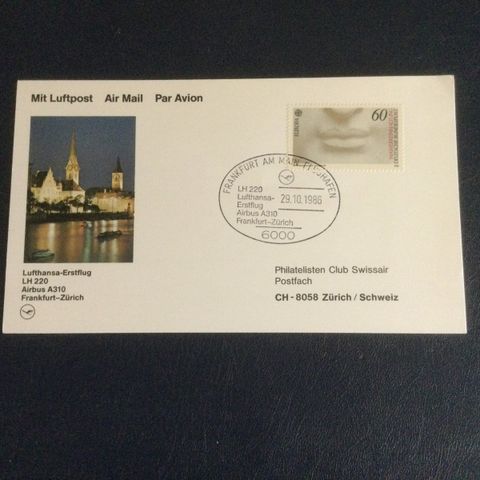 Mit Luftpost Air Mail Par Avion
60
FRANKFURT AM MAIN FLUGHAFEN
LH 220
Lufthansa-
Erstflug
Airbus A310
Frankfurt–Zürich
29.10.1986
6000
Lufthansa-Erstflug
LH 220
Airbus A310
Frankfurt–Zürich
Philatelisten Club Swissair
Postfach
CH-8058 Zürich / Schweiz